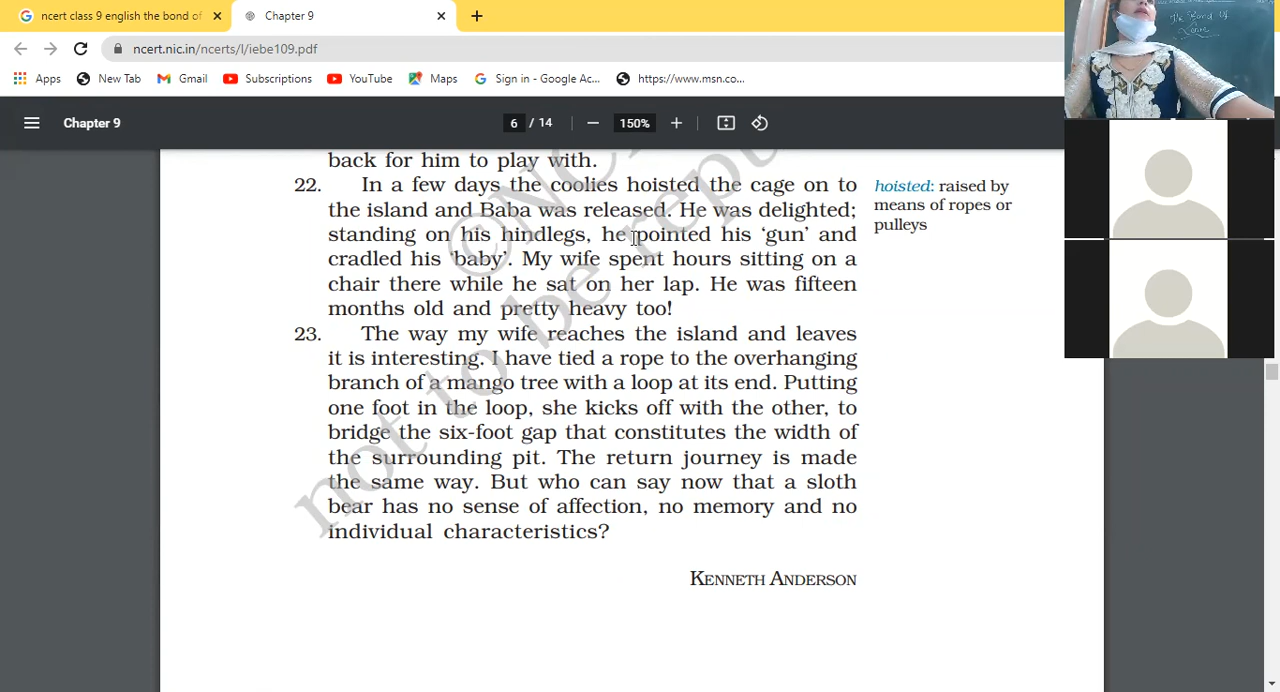 ncert class 9 english the bond of
Chapter 9
ncert.nic.in/ncerts/l/iebe109.pdf
Apps
New Tab
Gmail
Subscriptions
YouTube
Maps
Sign in - Google Ac...
https://www.msn.co...
Chapter 9
6 / 14
150%
The Bond Of
Love
back for him to play with.
22. In a few days the coolies hoisted the cage on to
the island and Baba was released. He was delighted;
standing on his hindlegs, he pointed his ‘gun’ and
cradled his ‘baby’. My wife spent hours sitting on a
chair there while he sat on her lap. He was fifteen
months old and pretty heavy too!
hoisted: raised by
means of ropes or
pulleys
23. The way my wife reaches the island and leaves
it is interesting. I have tied a rope to the overhanging
branch of a mango tree with a loop at its end. Putting
one foot in the loop, she kicks off with the other, to
bridge the six-foot gap that constitutes the width of
the surrounding pit. The return journey is made
the same way. But who can say now that a sloth
bear has no sense of affection, no memory and no
individual characteristics?
KENNETH ANDERSON
©NC
not to be rept